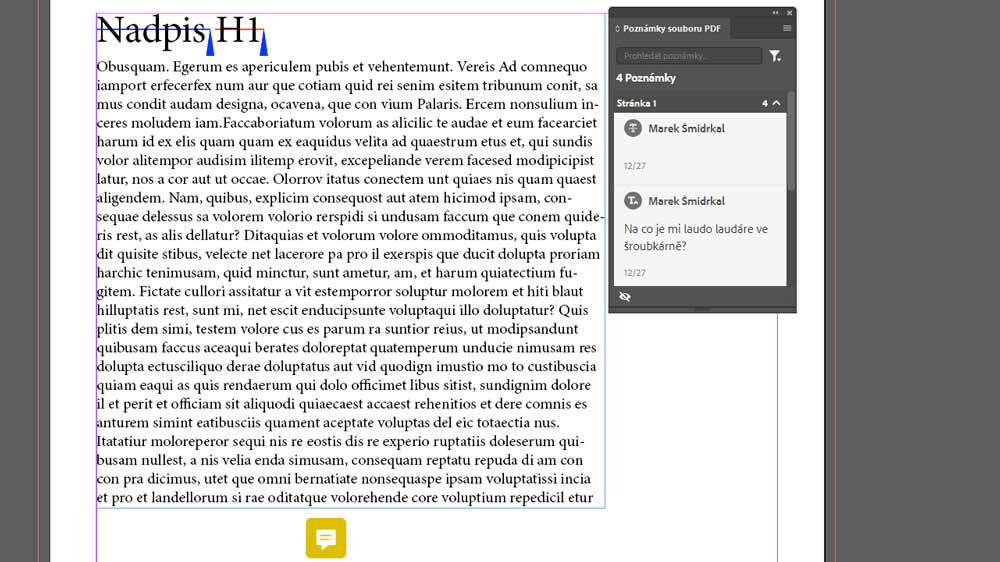 Nadpis H1
Obusquam. Egerum es apericulem pubis et vehentemunt. Vereis Ad comnequo
iamport erfecerfex num aur que cotiam quid rei senim esitem tribunum conit, sa
mus condit audam designa, ocavena, que con vium Palaris. Ercem nonsulium in-
ceres moludem iam.Faccaboriatum volorum as alicilic te audae et eum facearciet
harum id ex elis quam quam ex eaquidus velita ad quaestrum etus et, qui sundis
volor alitempor audisim ilitemp erovit, excepeliande verem facesed modipicipist
latur, nos a cor aut ut occae. Olorrov itatus conectem unt quiaes nis quam quaest
aligendem. Nam, quibus, explicim consequost aut atem hicimod ipsam, con-
sequae delessus sa volorem volorio rerspidi si undusam faccum que conem quide-
ris rest, as alis dellatur? Ditaquias et volorum volore ommoditamus, quis volupta
dit quisite stibus, velecte net lacerore pa pro il exerspis que ducit dolupta proriam
harchic tenimusam, quid minctur, sunt ametur, am, et harum quiatectium fu-
gitem. Fictate cullori assitatur a vit estemporror soluptur molorem et hiti blaut
hilluptatis rest, sunt mi, net escit enducipsunte voluptaqui illo doluptatur? Quis
plitis dem simi, testem volore cus es parum ra suntior reius, ut modipsandunt
quibusam faccus aceaqui berates doloreptat quatemperum unducie nimusam res
dolupta ectusciliquo derae doluptatus aut vid quodign imustio mo to custibuscia
quiam eaqui as quis rendaerum qui dolo officimet libus sitist, sundignim dolore
il et perit et officiam sit aliquodi quiaecaest accaest rehenitios et dere comnis es
anturem simint eatibusciis quament aceptate voluptas del eic totaectia nus.
Itatatiur moloreperor sequi nis re eostis dis re experio ruptatiis doleserum qui-
busam nullest, a nis velia enda simusam, consequam reptatu repuda di am con
con pra dicimus, utet que omni bernatiate nonsequaspe ipsam voluptatissi incia
et pro et landellorum si rae oditatque volorehende core voluptium repedicil etur
Poznámky souboru PDF
Prohledat poznámky...
4 Poznámky
Stránka 1 4
Marek Šmidrkal
12/27
Marek Šmidrkal
Na co je mi laudo laudáre ve
šroubkárně?
12/27